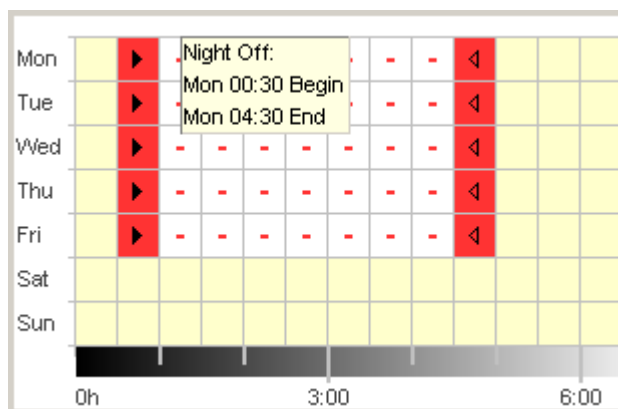 Mon
Night Off:
Mon 00:30 Begin
Mon 04:30 End
Tue
Wed
Thu
Fri
Sat
Sun
0h 3:00 6:00